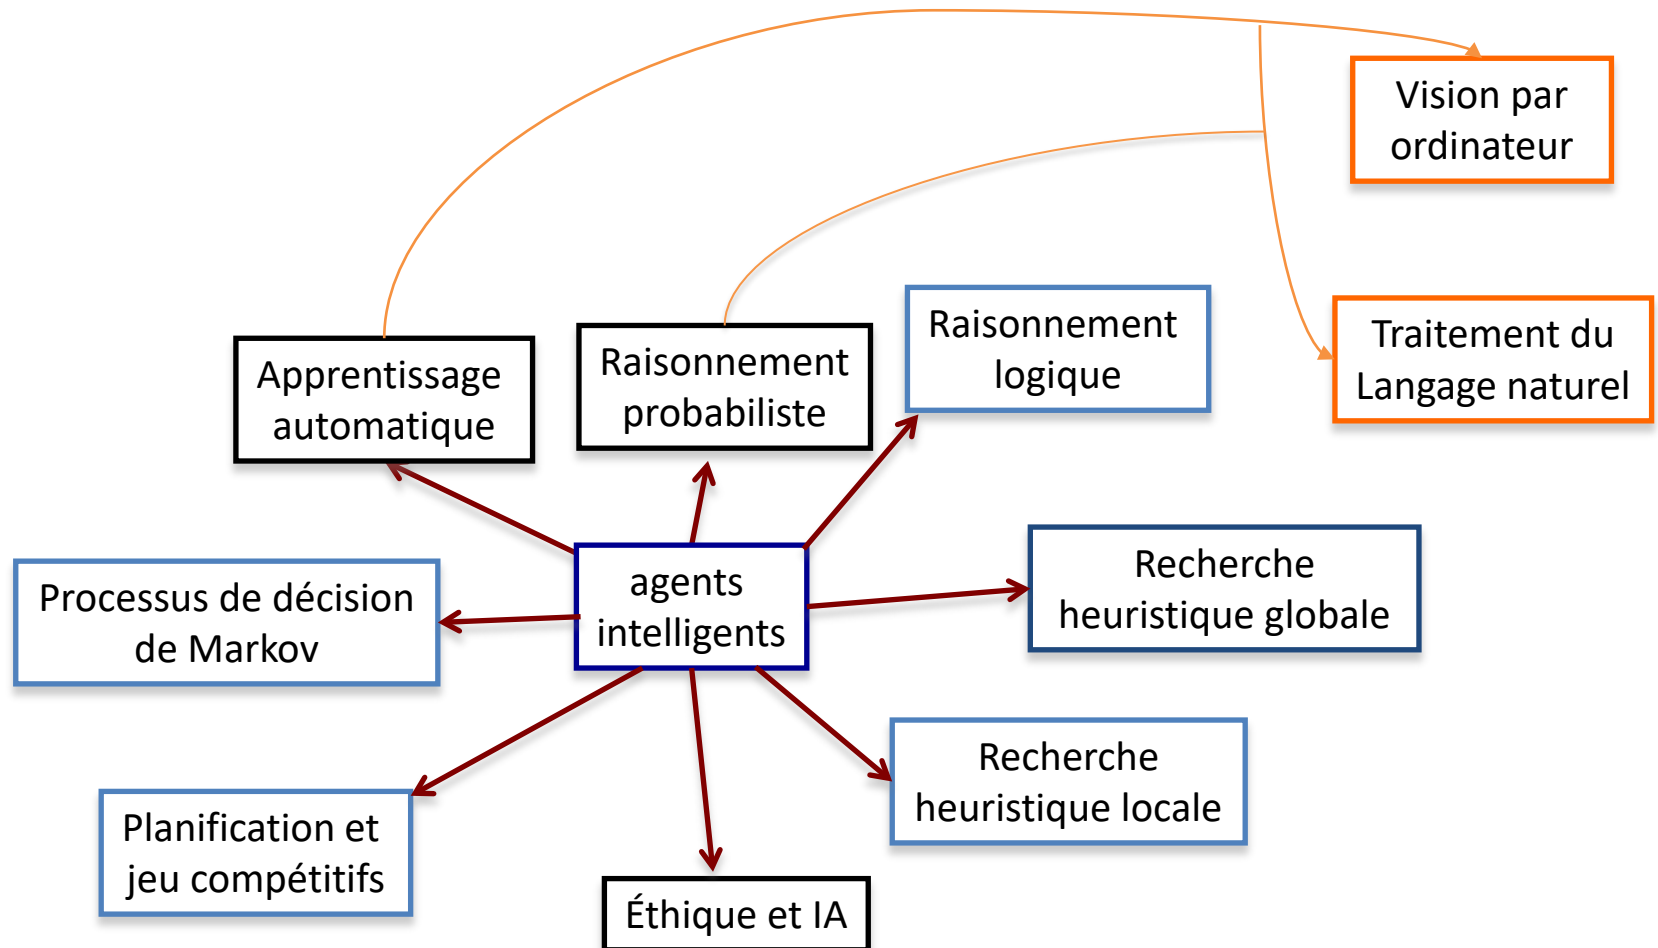 Vision par
ordinateur
Raisonnement
logique
Traitement du
Langage naturel
Apprentissage
automatique
Raisonnement
probabiliste
agents
intelligents
Recherche
heuristique globale
Processus de décision
de Markov
Recherche
heuristique locale
Planification et
jeu compétitifs
Éthique et IA